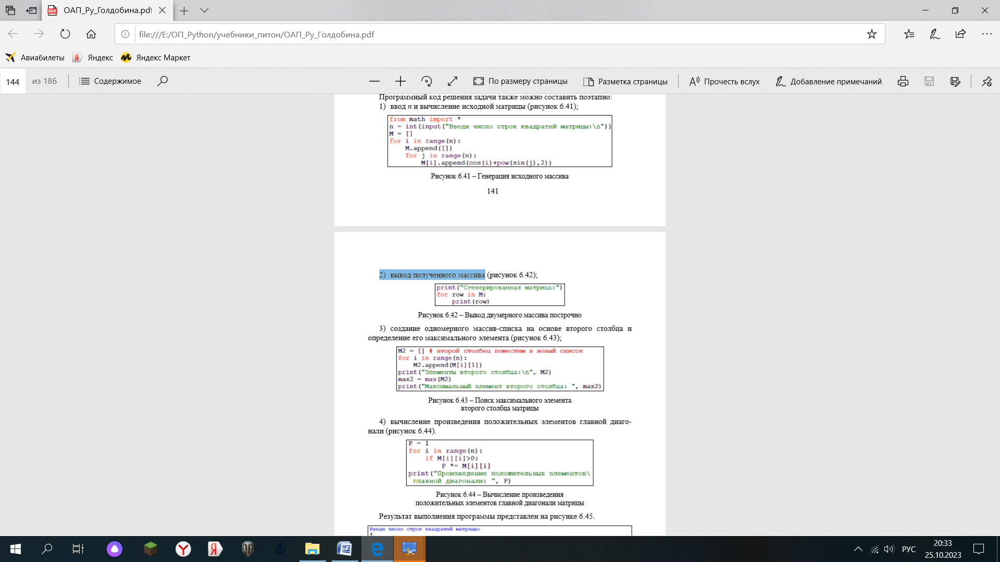 ОАП_Ру_Голдобина.pdf
file:///E:/ОП_Python/учебники_питон/ОАП_Ру_Голдобина.pdf
Авиабилеты Яндекс Яндекс Маркет
144 из 186 Содержимое По размеру страницы Разметка страницы Прочесть вслух Добавление примечаний
Программный код решения задачи также можно составить поэтапно:
1) ввод n и вычисление исходной матрицы (рисунок 6.41);
from math import *
n = int(input("Введи число строк квадратнй матрицы:\n"))
M = []
for i in range(n):
    M.append([])
    for j in range(n):
        M[i].append(cos(i)+pow(sin(j),2))
Рисунок 6.41 – Генерация исходного массива
141
2) вывод полученного массива (рисунок 6.42);
print("Сгенерированная матрица:")
for row in M:
    print(row)
Рисунок 6.42 – Вывод двумерного массива построчно
3) создание одномерного массив-списка на основе второго столбца и
определение его максимального элемента (рисунок 6.43);
M2 = [] # второй столбец поместим в новый список
for i in range(n):
    M2.append(M[i][1])
print("Элементы второго столбца:\n", M2)
max2 = max(M2)
print("Максимальный элемент второго столбца: ", max2)
Рисунок 6.43 – Поиск максимального элемента
второго столбца матрицы
4) вычисление произведения положительных элементов главной диаго-
нали (рисунок 6.44).
P = 1
for i in range(n):
    if M[i][i]>0:
        P *= M[i][i]
print("Произведение положительных элементов\
 главной диагонали: ", P)
Рисунок 6.44 – Вычисление произведения
положительных элементов главной диагонали матрицы
Результат выполнения программы представлен на рисунке 6.45.
Введи число строк квадратнй матрицы:
4
РУС
20:33
25.10.2023